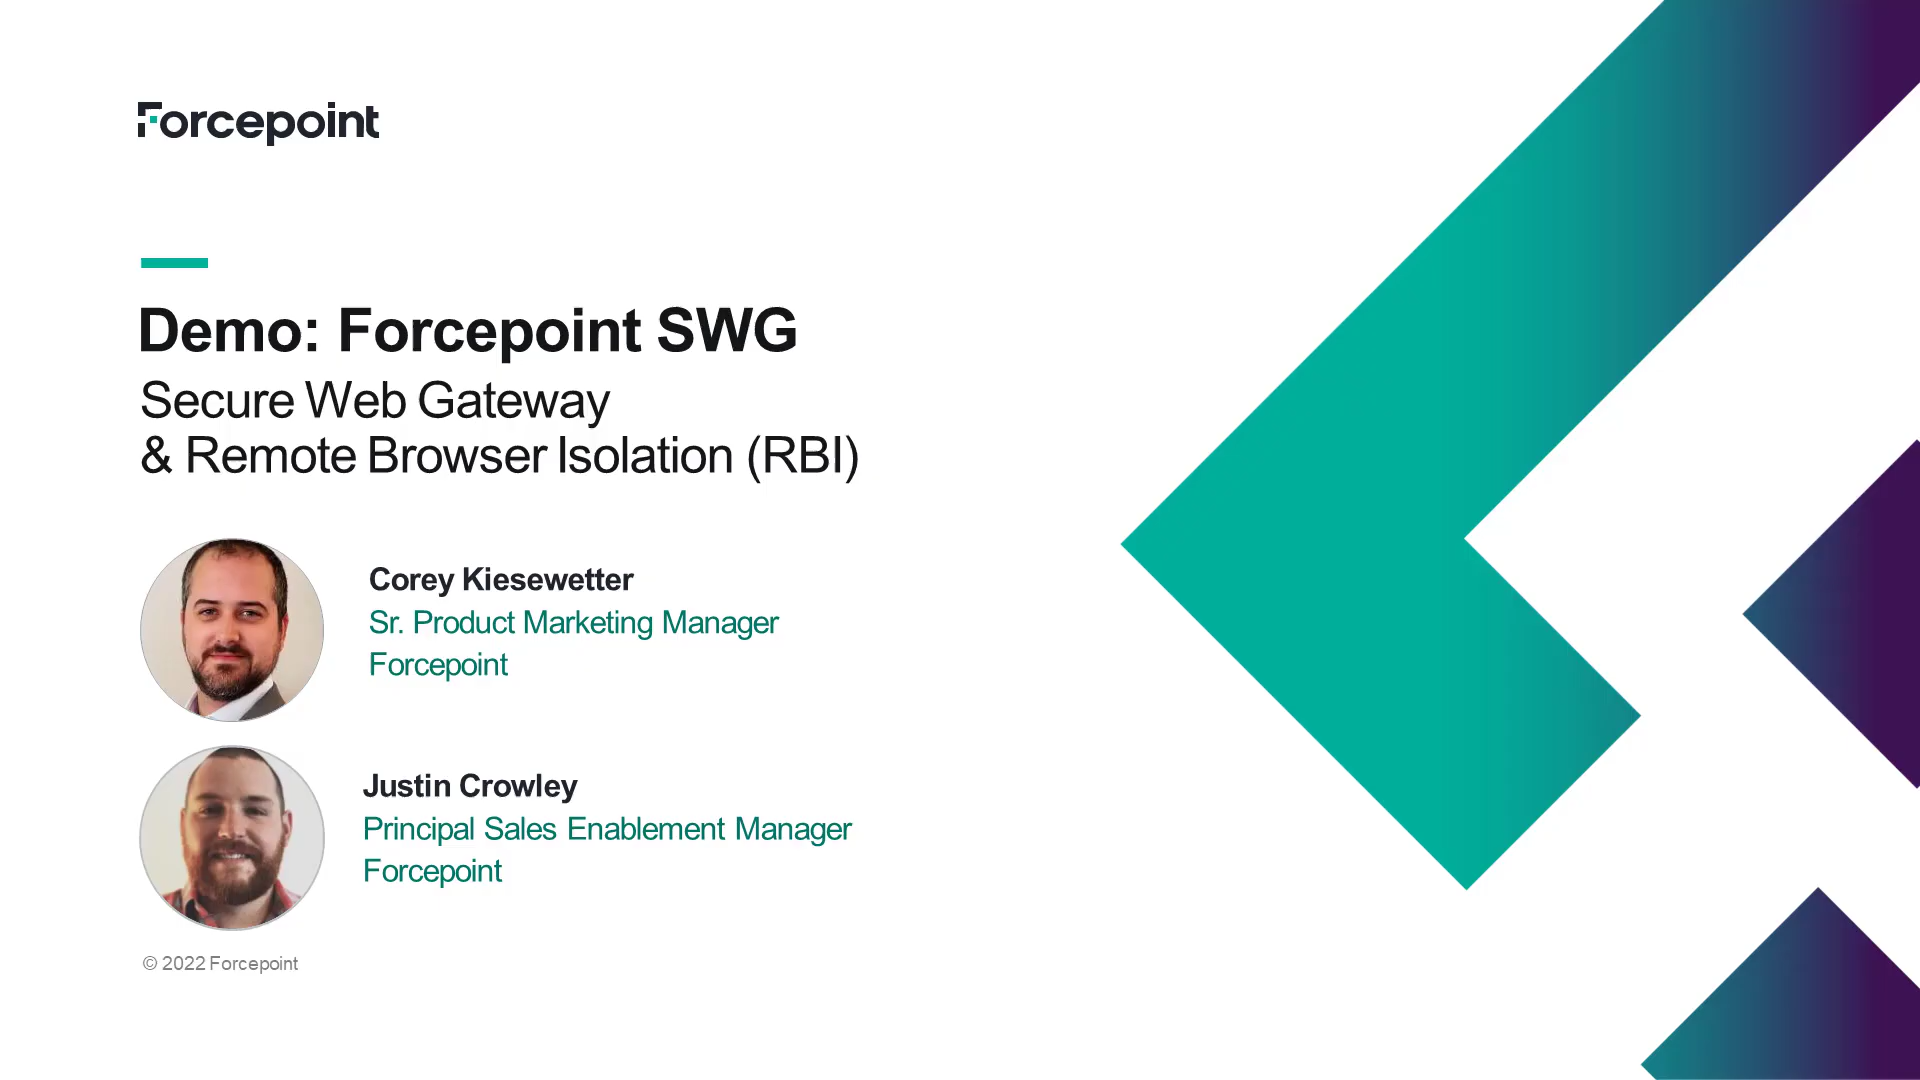 Forcepoint
Demo: Forcepoint SWG
Secure Web Gateway
& Remote Browser Isolation (RBI)
Corey Kiesewetter
Sr. Product Marketing Manager
Forcepoint
Justin Crowley
Principal Sales Enablement Manager
Forcepoint
© 2022 Forcepoint